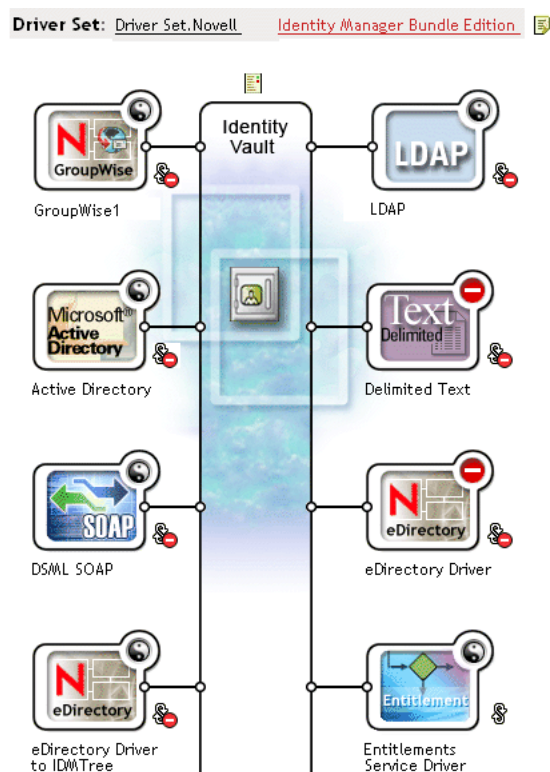 Driver Set: Driver Set.Novell Identity Manager Bundle Edition
Identity
Vault
N
GroupWise
GroupWise1
LDAP
LDAP
Microsoft®
Active
Directory
Active Directory
Text
Delimited
Delimited Text
SOAP
DSML SOAP
N
eDirectory
eDirectory Driver
N
eDirectory
eDirectory Driver
to IDMTree
Entitlement
Entitlements
Service Driver